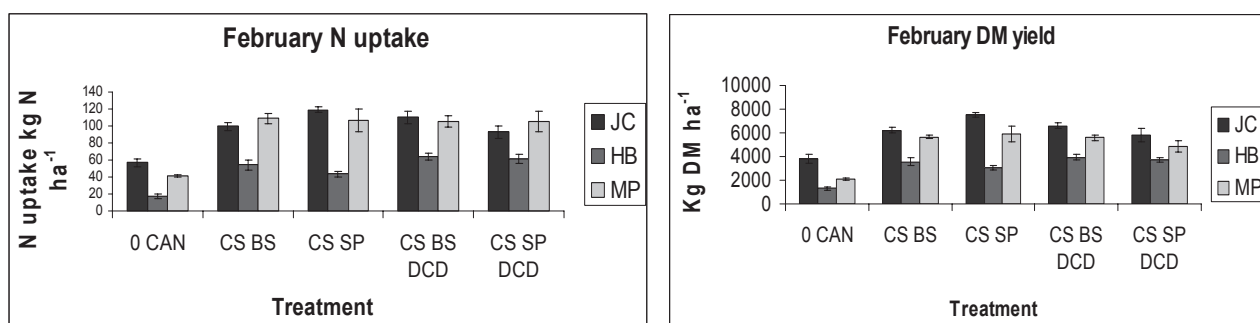 February N uptake
N uptake kg N
ha-1
140
120
100
80
60
40
20
0
0 CAN
CS BS
CS SP
CS BS
DCD
CS SP
DCD
Treatment
JC
HB
MP
February DM yield
Kg DM ha-1
10000
8000
6000
4000
2000
0
0 CAN
CS BS
CS SP
CS BS
DCD
CS SP
DCD
Treatment
JC
HB
MP